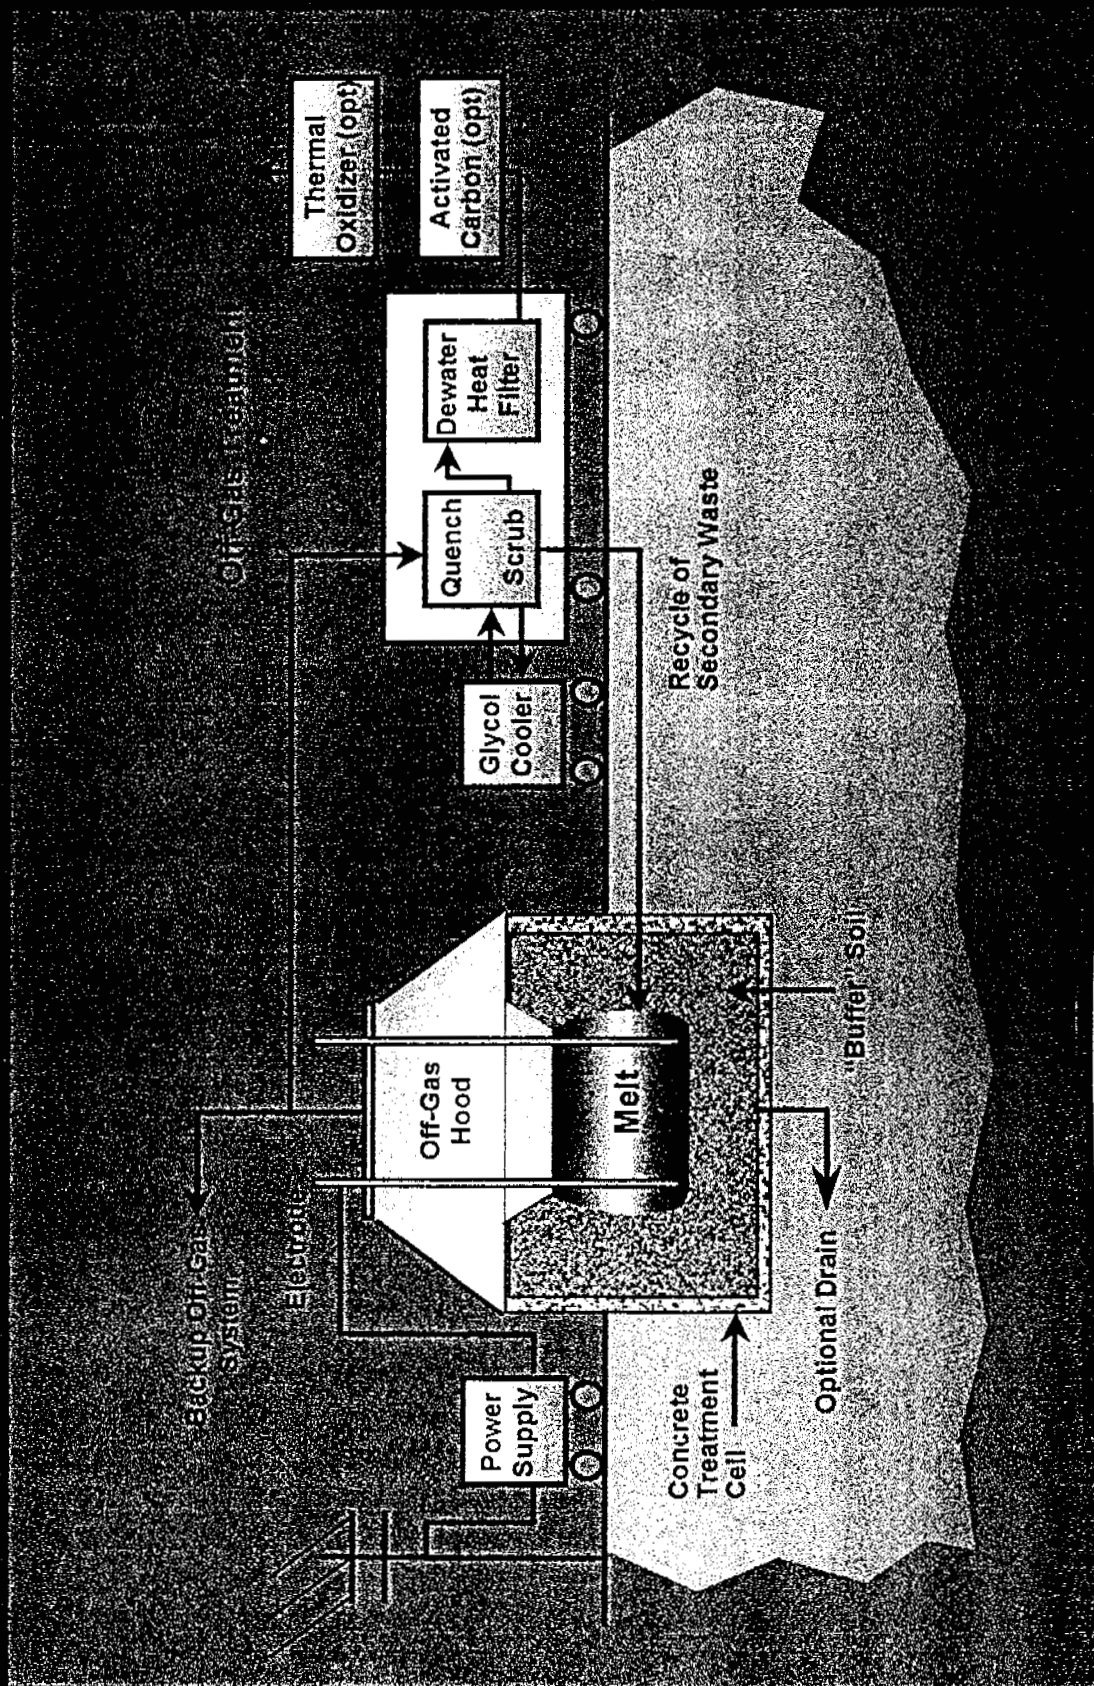 Off-Gas Treatment
Thermal
Oxidizer (opt)
Activated
Carbon (opt)
Backup Off-Gas
System
Electrode
Off-Gas
Hood
Quench
Scrub
Dewater
Heat
Filter
Power
Supply
Glycol
Cooler
Melt
Concrete
Treatment
Cell
Recycle of
Secondary Waste
Optional Drain
"Buffer" Soil